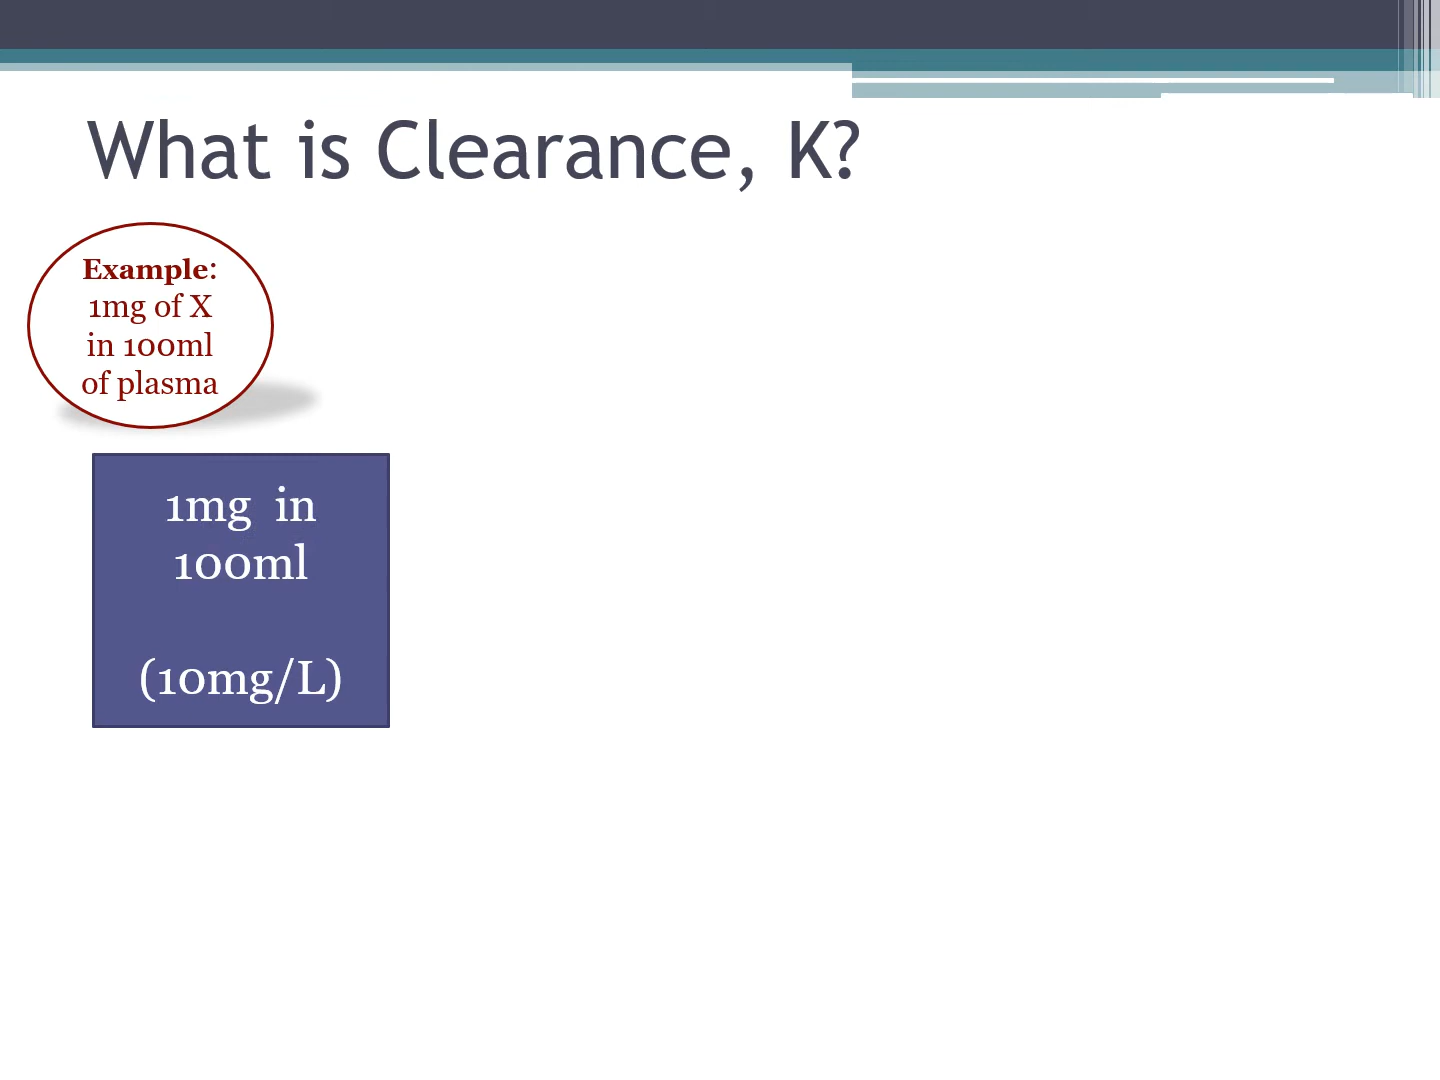 What is Clearance, K?
Example:
1mg of X
in 100ml
of plasma
1mg in
100ml
(10mg/L)